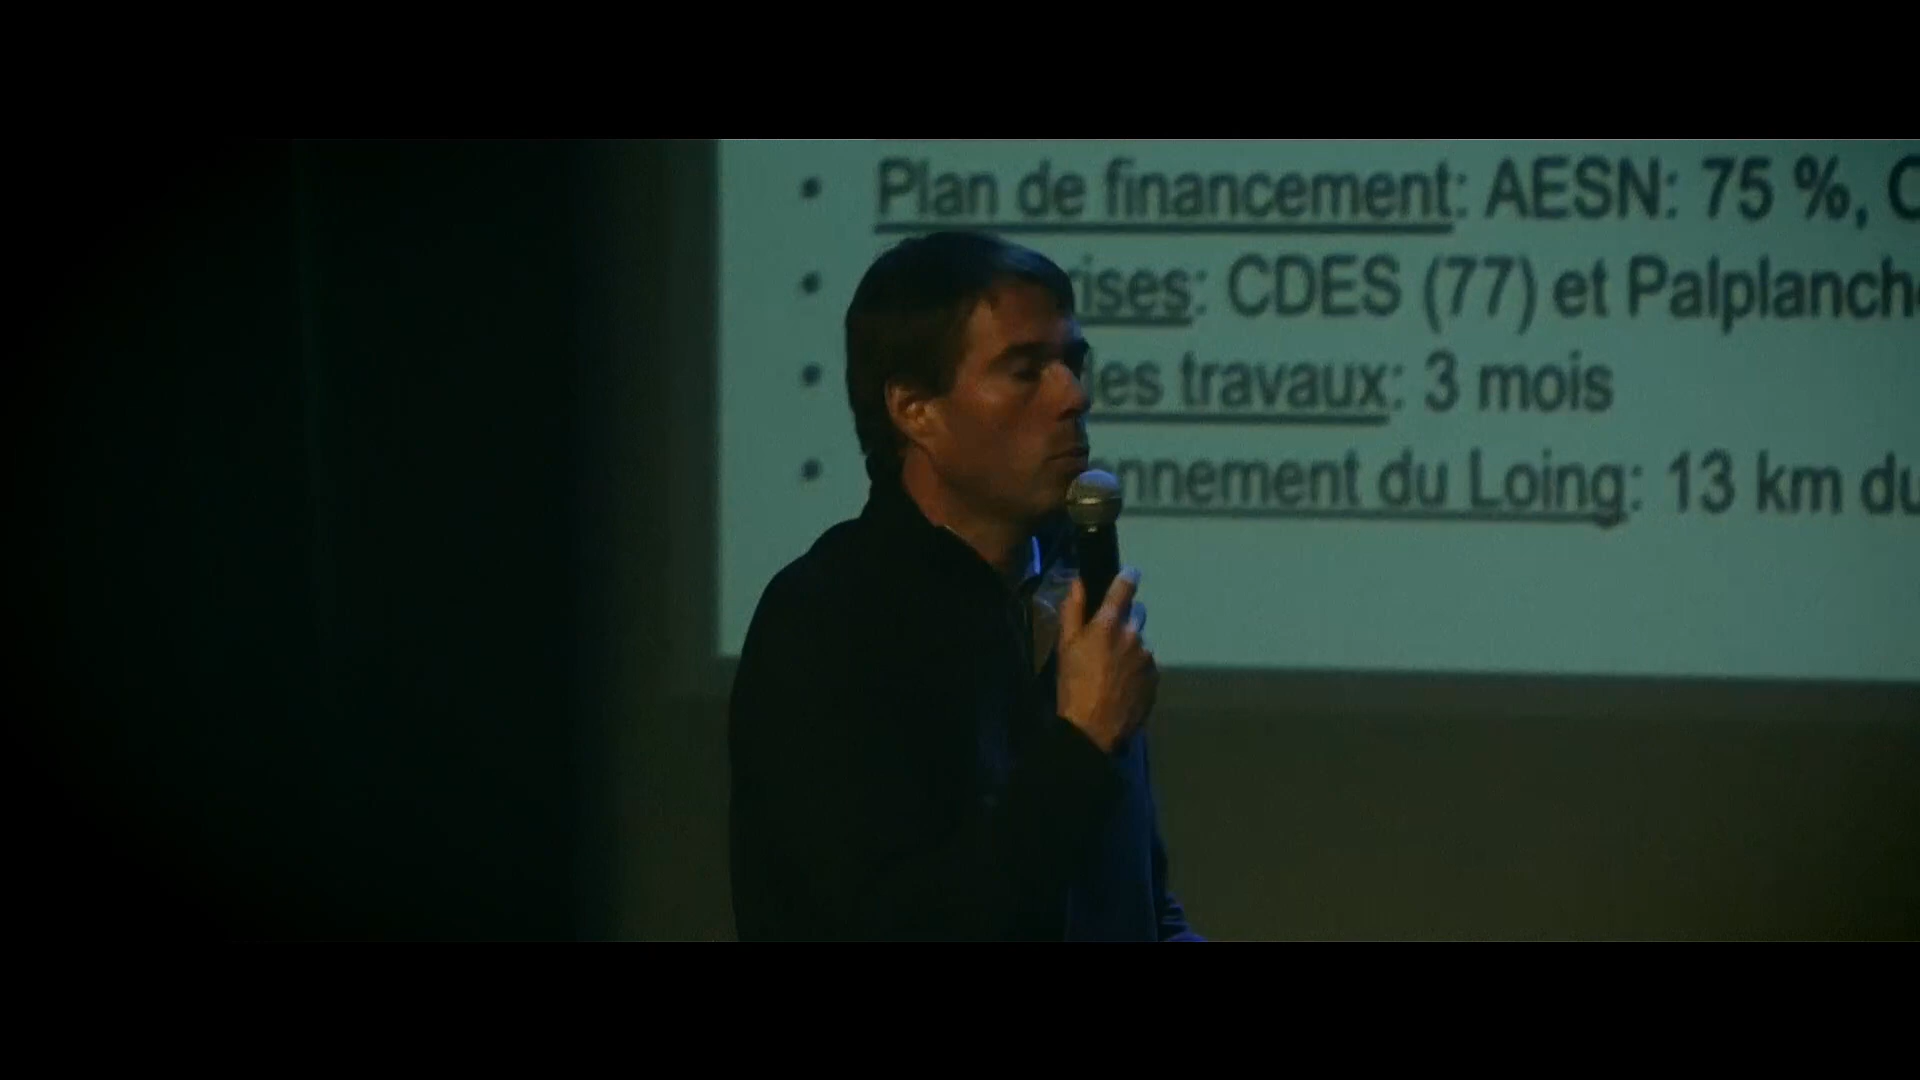 • Plan de financement: AESN: 75 %,
• rises: CDES (77) et Palplanch
• des travaux: 3 mois
• nnement du Loing: 13 km du